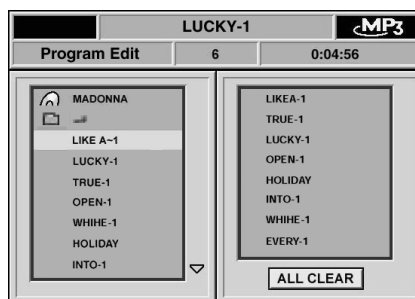 LUCKY-1
MP3
Program Edit 6 0:04:56
MADONNA
LIKE A~1
LUCKY-1
TRUE-1
OPEN-1
WHIHE-1
HOLIDAY
INTO-1
LIKEA-1
TRUE-1
LUCKY-1
OPEN-1
HOLIDAY
INTO-1
WHIHE-1
EVERY-1
ALL CLEAR